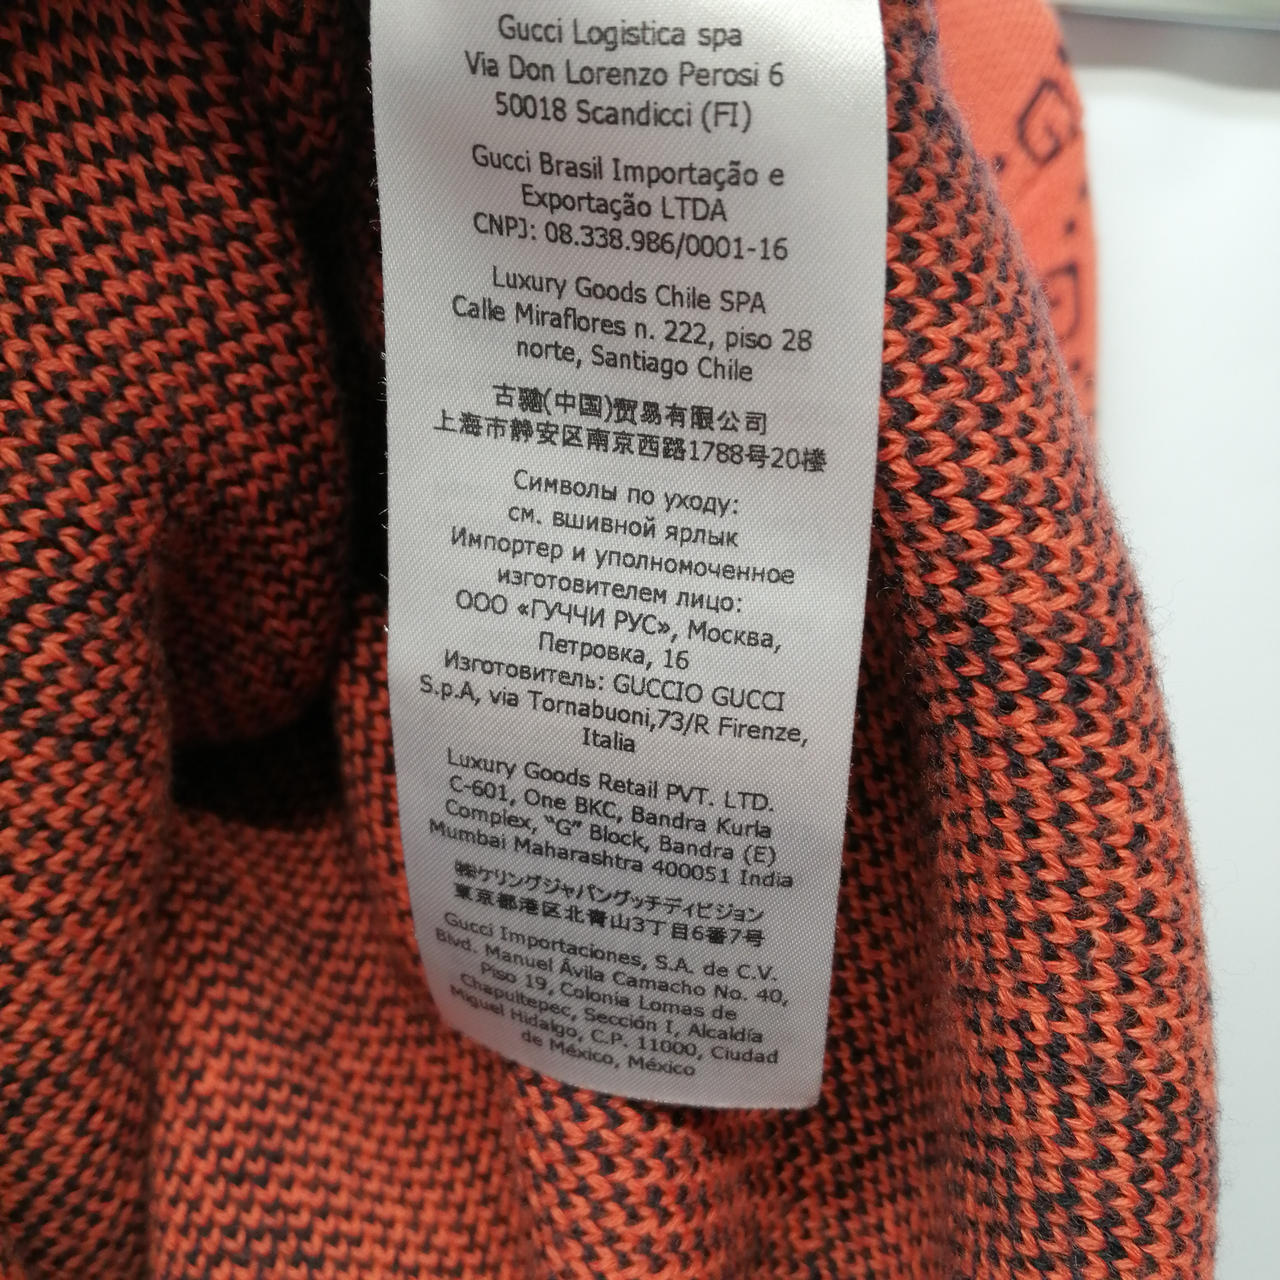 Gucci Logistica spa
Via Don Lorenzo Perosi 6
50018 Scandicci (FI)
Gucci Brasil Importação e
Exportação LTDA
CNPJ: 08.338.986/0001-16
Luxury Goods Chile SPA
Calle Miraflores n. 222, piso 28
norte, Santiago Chile
古驰(中国)贸易有限公司
上海市静安区南京西路1788号20楼
Символы по уходу:
см. вшивной ярлык
Импортер и уполномоченное
изготовителем лицо:
ООО «ГУЧЧИ РУС», Москва,
Петровка, 16
Изготовитель: GUCCIO GUCCI
S.p.A, via Tornabuoni,73/R Firenze,
Italia
Luxury Goods Retail PVT. LTD.
C-601, One BKC, Bandra Kurla
Complex, "G" Block, Bandra (E)
Mumbai Maharashtra 400051 India
㈱ケリングジャパングッチディビジョン
東京都港区北青山3丁目6番7号
Gucci Importaciones, S.A. de C.V.
Blvd. Manuel Ávila Camacho No. 40,
Piso 19, Colonia Lomas de
Chapultepec, Sección I, Alcaldía
Miguel Hidalgo, C.P. 11000, Ciudad
de México, México
G